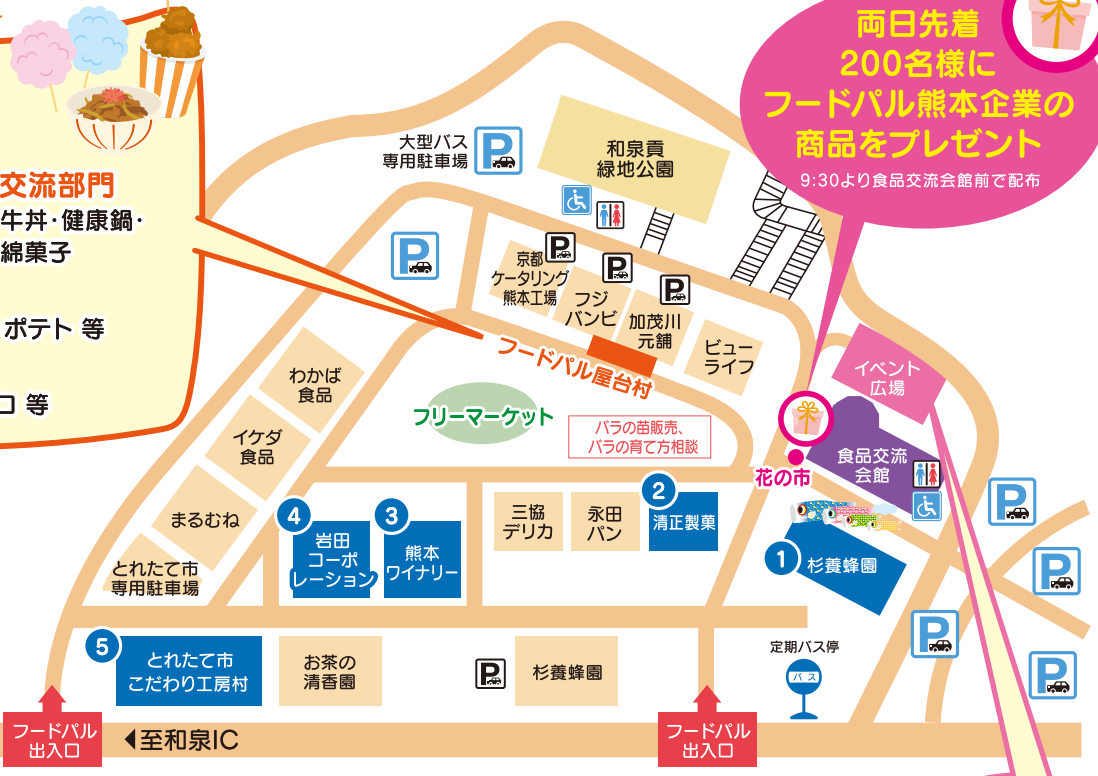 両日先着
200名様に
フードパル熊本企業の
商品をプレゼント
9:30より食品交流会館前で配布
交流部門
牛丼・健康鍋・
綿菓子
ポテト 等
等
大型バス
専用駐車場
P
和泉貢
緑地公園
P
P
京都
ケータリング
熊本工場
P
フジ
バンビ
P
加茂川
元舗
ビュー
ライフ
フードパル屋台村
わかば
食品
イケダ
食品
まるむね
とれたて市
専用駐車場
フリーマーケット
バラの苗販売、
バラの育て方相談
イベント
広場
食品交流
会館
花の市
4
岩田
コーポ
レーション
3
熊本
ワイナリー
三協
デリカ
永田
パン
2
清正製菓
1
杉養蜂園
P
P
P
P
5
とれたて市
こだわり工房村
お茶の
清香園
P
杉養蜂園
定期バス停
バス
フードパル
出入口
◀至和泉IC
フードパル
出入口